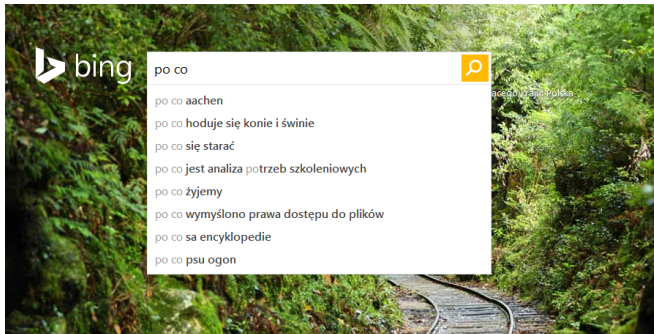 bing
po co
po co aachen
po co hoduje się konie i świnie
po co się starać
po co jest analiza potrzeb szkoleniowych
po co żyjemy
po co wymyślono prawa dostępu do plików
po co sa encyklopedie
po co psu ogon
Polska